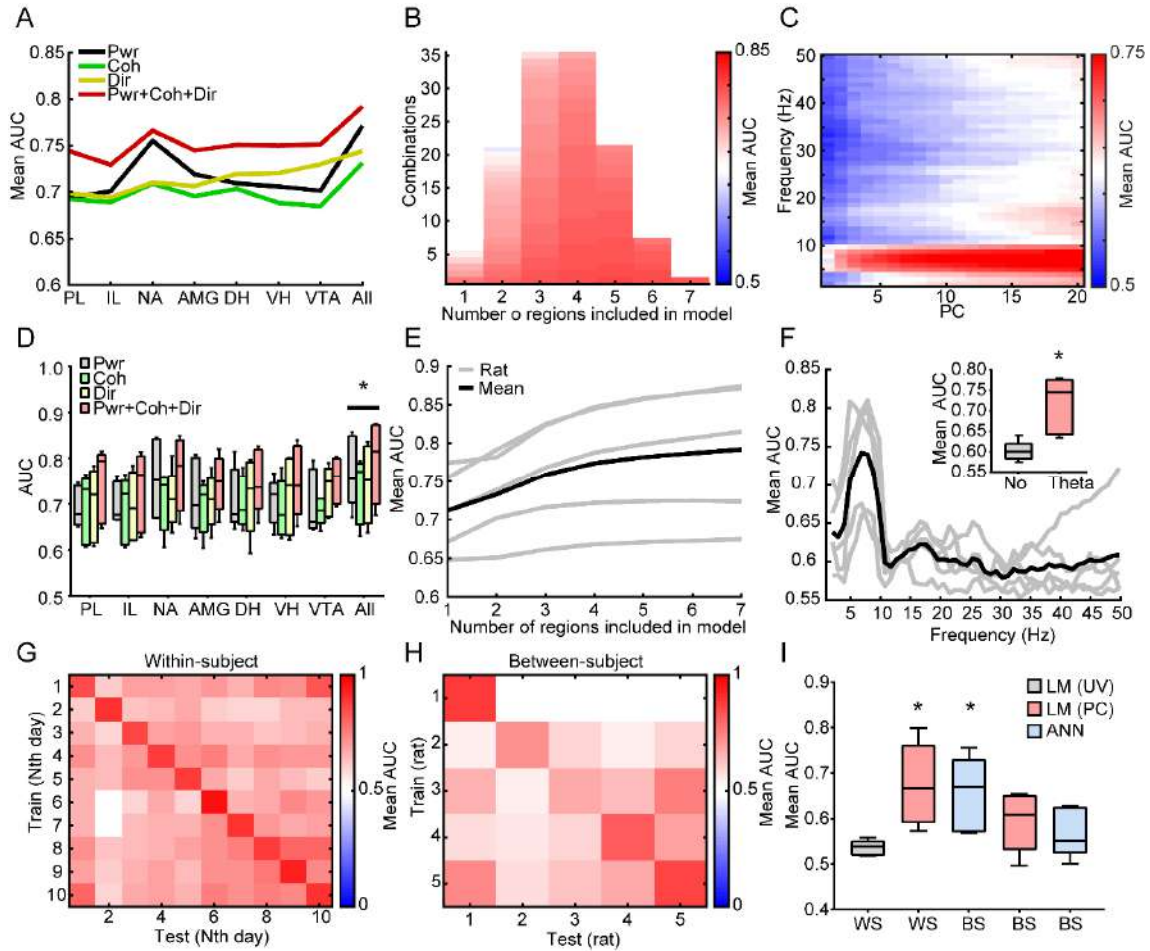 A
Pwr
Coh
Dir
Pwr+Coh+Dir
Mean AUC
0.85
0.8
0.75
0.7
0.65
0.6
PL IL NA AMG DH VH VTA All
B
Combinations
35
30
25
20
15
10
5
1 2 3 4 5 6 7
Number o regions included in model
0.85
Mean AUC
0.5
C
Frequency (Hz)
50
40
30
20
10
5 10 15 20
PC
0.75
Mean AUC
0.5
D
Pwr
Coh
Dir
Pwr+Coh+Dir
*
AUC
1.0
0.9
0.8
0.7
0.6
0.5
PL IL NA AMG DH VH VTA All
E
Rat
Mean
Mean AUC
0.9
0.85
0.8
0.75
0.7
0.65
0.6
1 2 3 4 5 6 7
Number of regions included in model
F
Mean AUC
0.8
0.75
0.7
0.65
0.6
0.55
5 10 15 20 25 30 35 40 45 50
Frequency (Hz)
*
Mean AUC
0.80
0.75
0.70
0.65
0.60
0.55
No Theta
G
Within-subject
Train (Nth day)
1
2
3
4
5
6
7
8
9
10
2 4 6 8 10
Test (Nth day)
1
0.5
0
Mean AUC
H
Between-subject
Train (rat)
1
2
3
4
5
1 2 3 4 5
Test (rat)
1
0.5
0
Mean AUC
I
LM (UV)
LM (PC)
ANN
* *
Mean AUC
0.9
0.8
0.7
0.6
0.5
0.4
WS WS BS BS BS